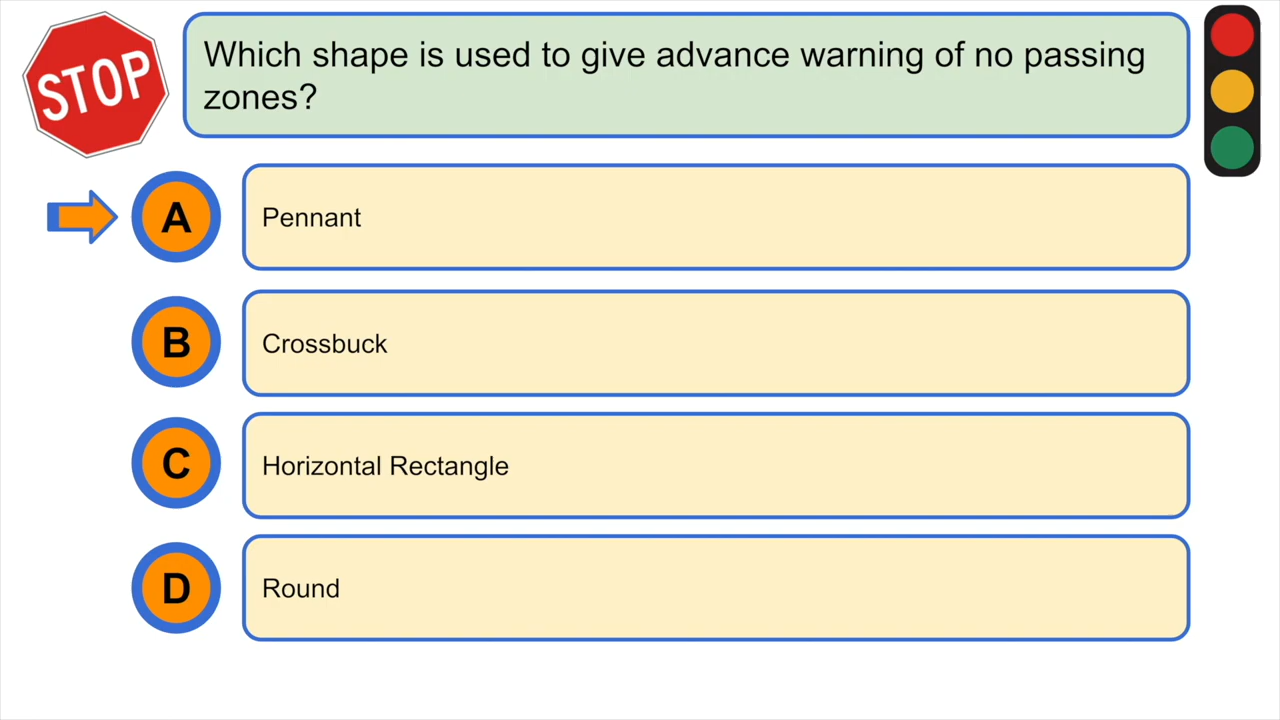 STOP
Which shape is used to give advance warning of no passing
zones?
A
Pennant
B
Crossbuck
C
Horizontal Rectangle
D
Round